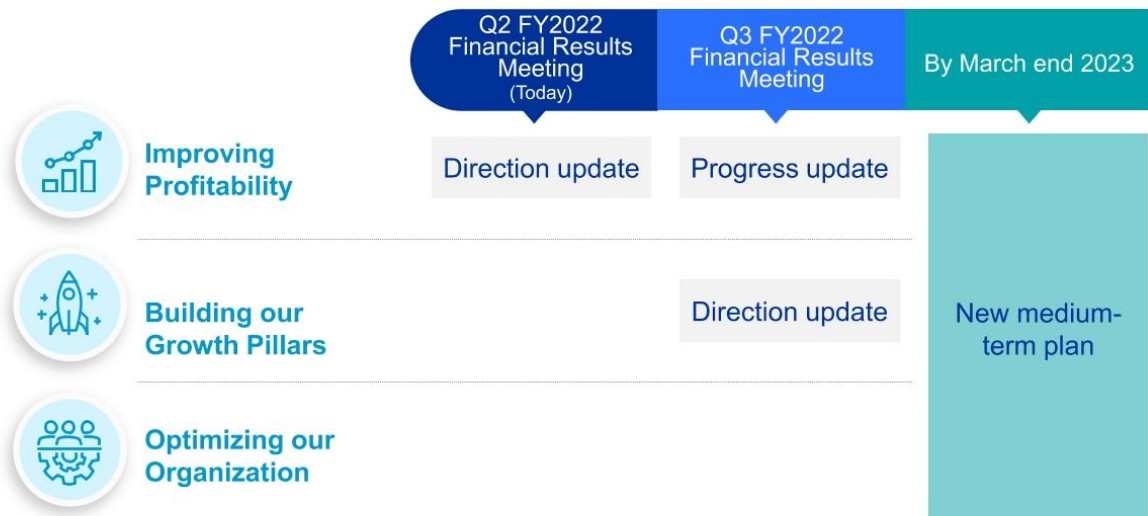 Q2 FY2022
Financial Results
Meeting
(Today)
Q3 FY2022
Financial Results
Meeting
By March end 2023
Improving
Profitability
Direction update
Progress update
Building our
Growth Pillars
Direction update
New medium-
term plan
Optimizing our
Organization